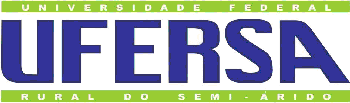 UNIVERSIDADE FEDERAL
UFERSA
RURAL DO SEMI-ÁRIDO